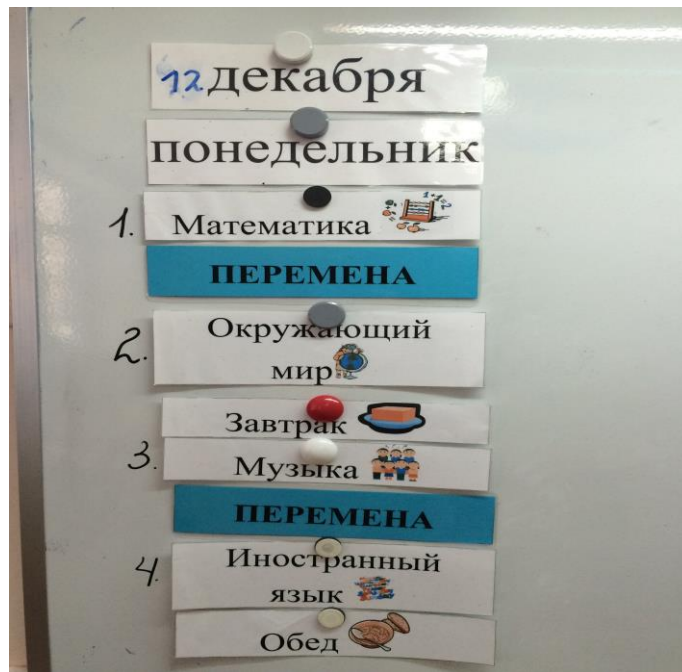 12 декабря
понедельник
1. Математика
ПЕРЕМЕНА
2. Окружающий
мир
Завтрак
3. Музыка
ПЕРЕМЕНА
4. Иностранный
язык
Обед